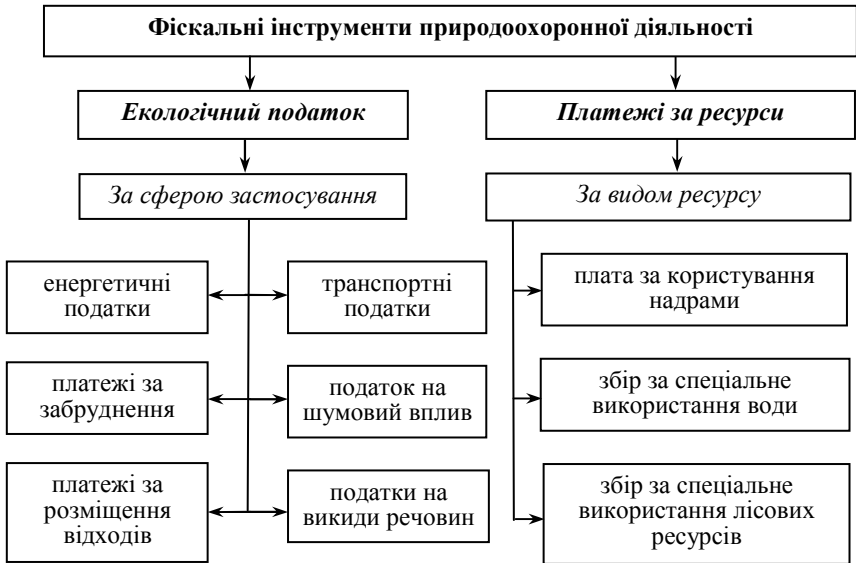 Фіскальні інструменти природоохоронної діяльності
Екологічний податок
Платежі за ресурси
За сферою застосування
За видом ресурсу
енергетичні
податки
транспортні
податки
плата за користування
надрами
платежі за
забруднення
податок на
шумовий вплив
збір за спеціальне
використання води
платежі за
розміщення
відходів
податки на
викиди речовин
збір за спеціальне
використання лісових
ресурсів